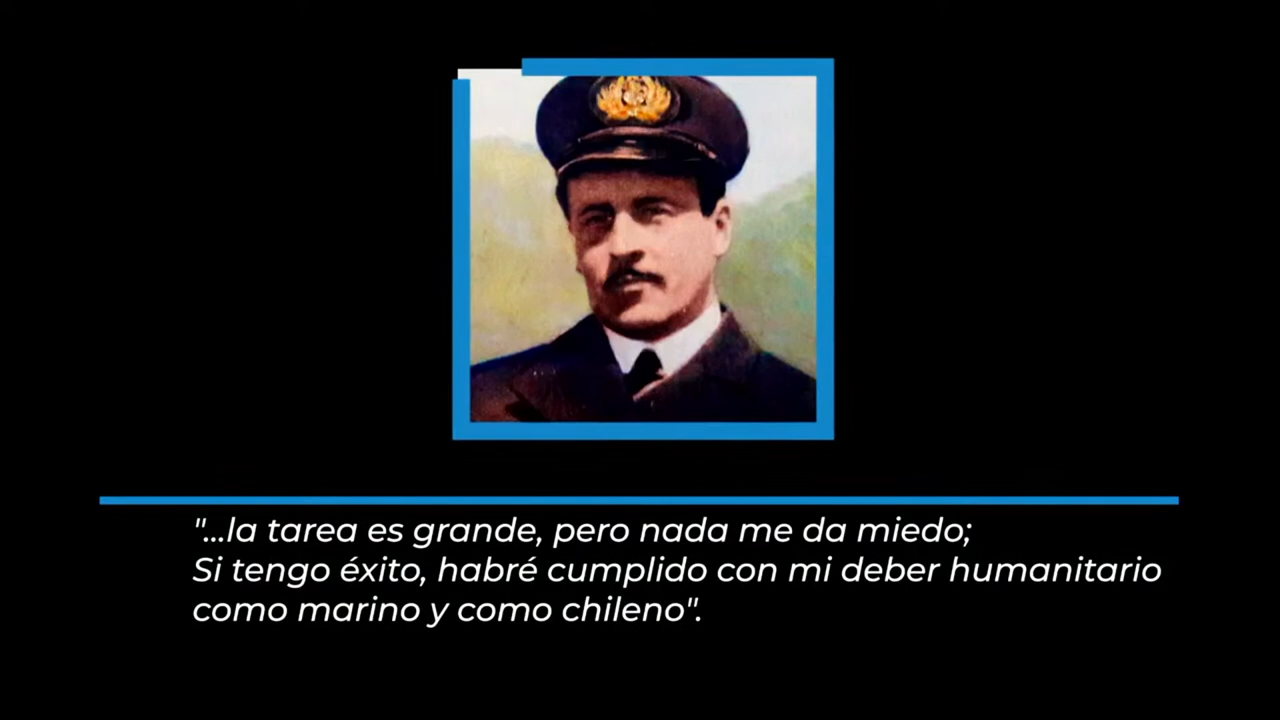 "...la tarea es grande, pero nada me da miedo;
Si tengo éxito, habré cumplido con mi deber humanitario
como marino y como chileno".